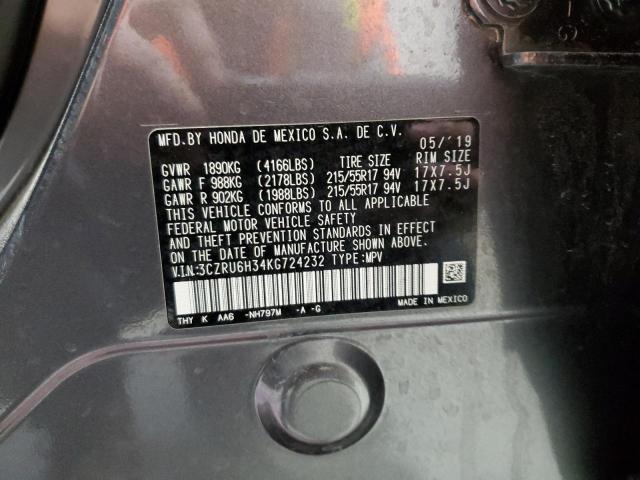 MFD.BY HONDA DE MEXICO S.A. DE C.V.
05/'19
GVWR 1890KG (4166LBS) TIRE SIZE RIM SIZE
GAWR F 988KG (2178LBS) 215/55R17 94V 17X7.5J
GAWR R 902KG (1988LBS) 215/55R17 94V 17X7.5J
THIS VEHICLE CONFORMS TO ALL APPLICABLE
FEDERAL MOTOR VEHICLE SAFETY
AND THEFT PREVENTION STANDARDS IN EFFECT
ON DATE OF MANUFACTURE SHOWN ABOVE.
V.I.N:3CZRU6H34KG724232 TYPE:MPV
THY K AA6 -NH797M -A -G MADE IN MEXICO